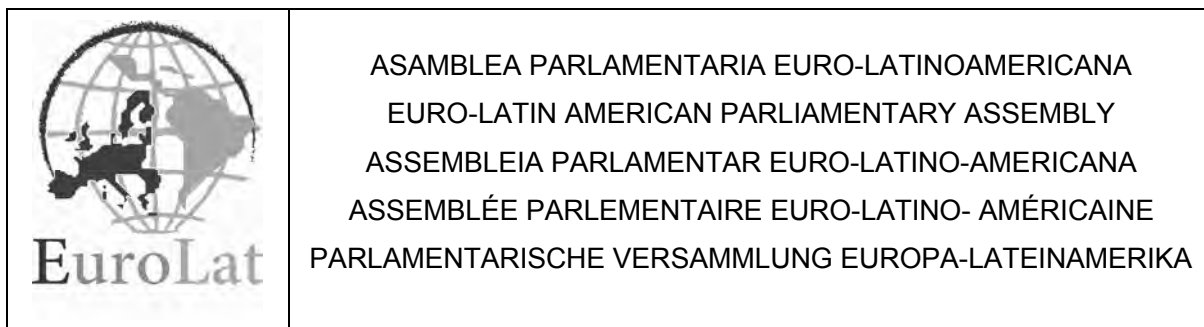 EuroLat
ASAMBLEA PARLAMENTARIA EURO-LATINOAMERICANA
EURO-LATIN AMERICAN PARLIAMENTARY ASSEMBLY
ASSEMBLEIA PARLAMENTAR EURO-LATINO-AMERICANA
ASSEMBLÉE PARLEMENTAIRE EURO-LATINO- AMÉRICAINE
PARLAMENTARISCHE VERSAMMLUNG EUROPA-LATEINAMERIKA